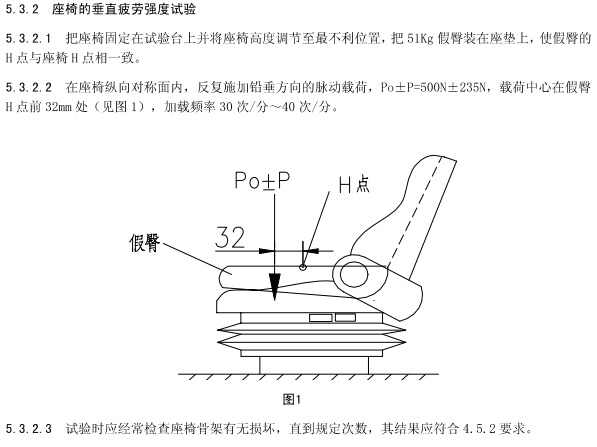 5.3.2 座椅的垂直疲劳强度试验
5.3.2.1 把座椅固定在试验台上并将座椅高度调节至最不利位置，把 51Kg 假臀装在座垫上，使假臀的
H 点与座椅 H 点相一致。
5.3.2.2 在座椅纵向对称面内，反复施加铅垂方向的脉动载荷，Po±P=500N±235N，载荷中心在假臀
H 点前 32mm 处（见图 1），加载频率 30 次/分～40 次/分。
Po±P
H点
32
假臀
图1
5.3.2.3 试验时应经常检查座椅骨架有无损坏，直到规定次数，其结果应符合 4.5.2 要求。